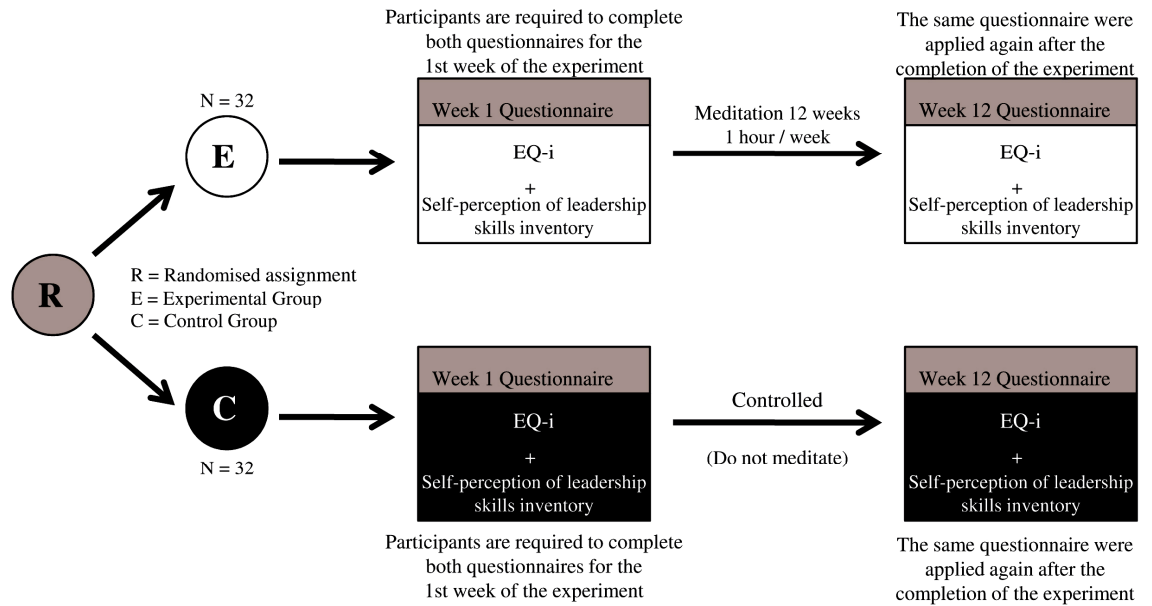 Participants are required to complete
both questionnaires for the
1st week of the experiment
The same questionnaire were
applied again after the
completion of the experiment
N = 32
E
Week 1 Questionnaire
EQ-i
+
Self-perception of leadership
skills inventory
Meditation 12 weeks
1 hour / week
Week 12 Questionnaire
EQ-i
+
Self-perception of leadership
skills inventory
R
R = Randomised assignment
E = Experimental Group
C = Control Group
C
N = 32
Week 1 Questionnaire
EQ-i
+
Self-perception of leadership
skills inventory
Controlled
(Do not meditate)
Week 12 Questionnaire
EQ-i
+
Self-perception of leadership
skills inventory
Participants are required to complete
both questionnaires for the
1st week of the experiment
The same questionnaire were
applied again after the
completion of the experiment